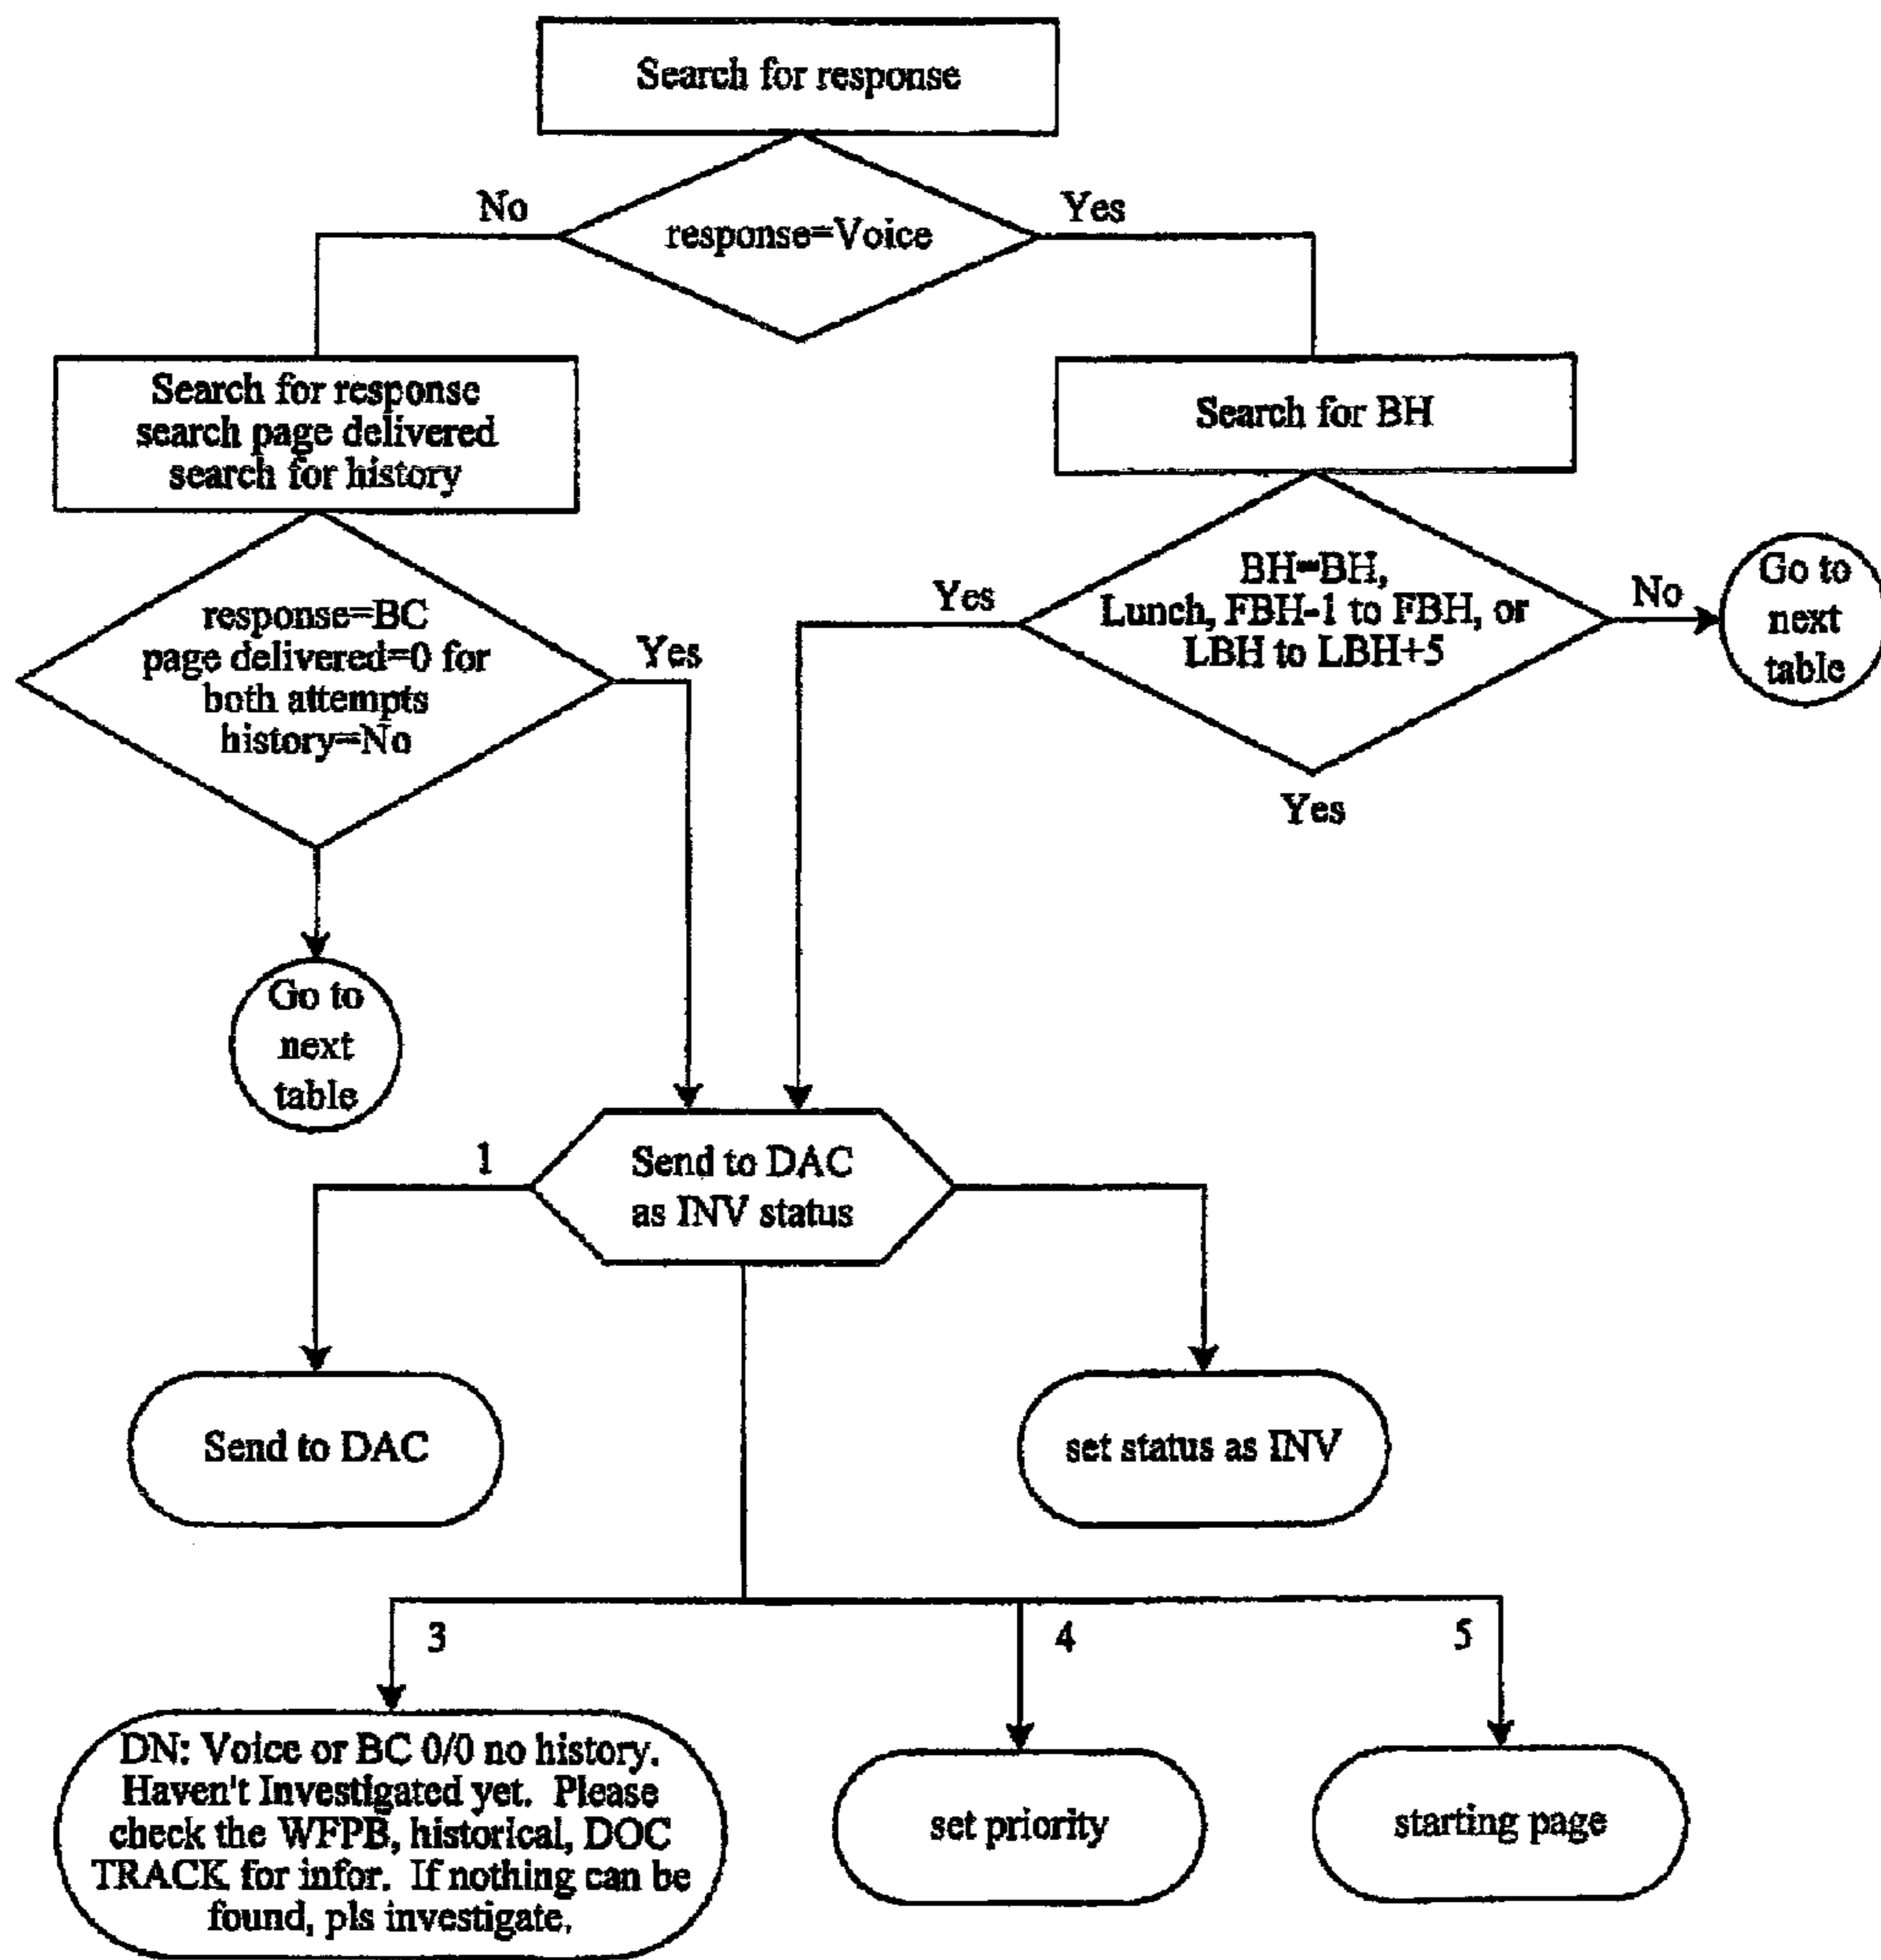 Search for response
No
Yes
response=Voice
Search for response
search page delivered
search for history
Search for BH
response=BC
page delivered=0 for
both attempts
history=No
Yes
Yes
BH=BH,
Lunch, FBH-1 to FBH, or
LBH to LBH+5
No
Go to
next
table
Yes
Go to
next
table
1
Send to DAC
as INV status
Send to DAC
set status as INV
3
4
5
DN: Voice or BC 0/0 no history.
Haven't Investigated yet. Please
check the WFPB, historical, DOC
TRACK for infor. If nothing can be
found, pls investigate.
set priority
starting page